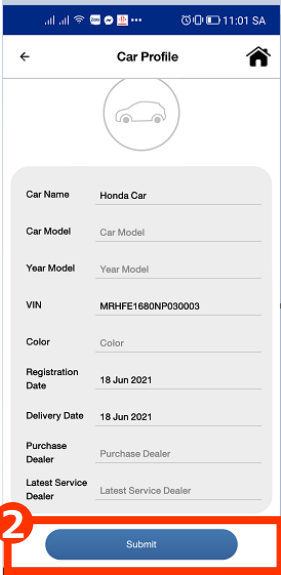 11:01 SA
Car Profile
Car Name Honda Car
Car Model Car Model
Year Model Year Model
VIN MRHFE1680NP030003
Color Color
Registration
Date 18 Jun 2021
Delivery Date 18 Jun 2021
Purchase
Dealer Purchase Dealer
Latest Service
Dealer Latest Service Dealer
2
Submit